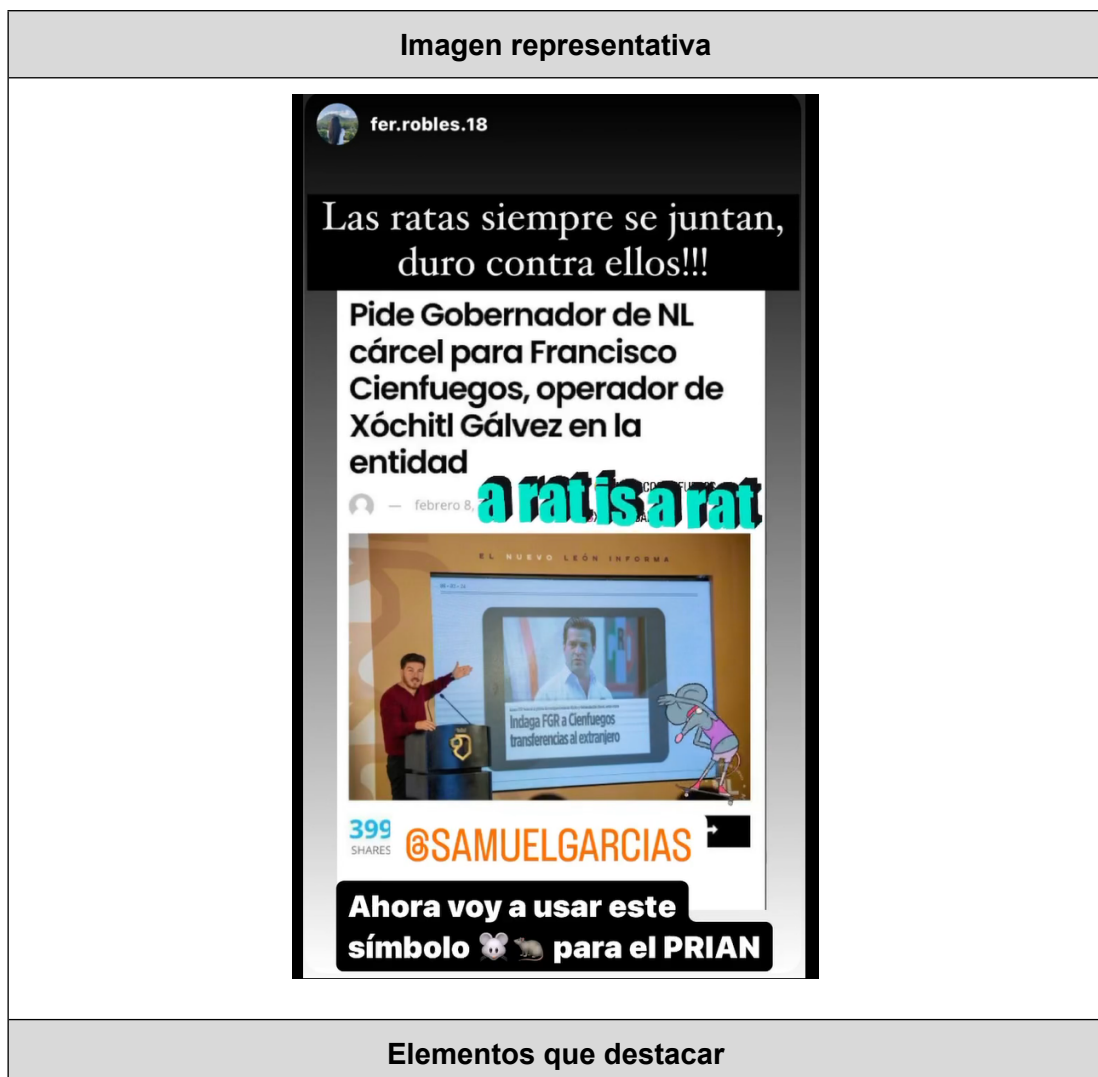 Imagen representativa
fer.robles.18
Las ratas siempre se juntan,
duro contra ellos!!!
Pide Gobernador de NL
cárcel para Francisco
Cienfuegos, operador de
Xóchitl Gálvez en la
entidad
— febrero 8,
a rat is a rat
EL NUEVO LEÓN INFORMA
Indaga FGR a Cienfuegos
transferencias al extranjero
399
SHARES
@SAMUELGARCIAS
Ahora voy a usar este
símbolo 🐭🐀 para el PRIAN
Elementos que destacar